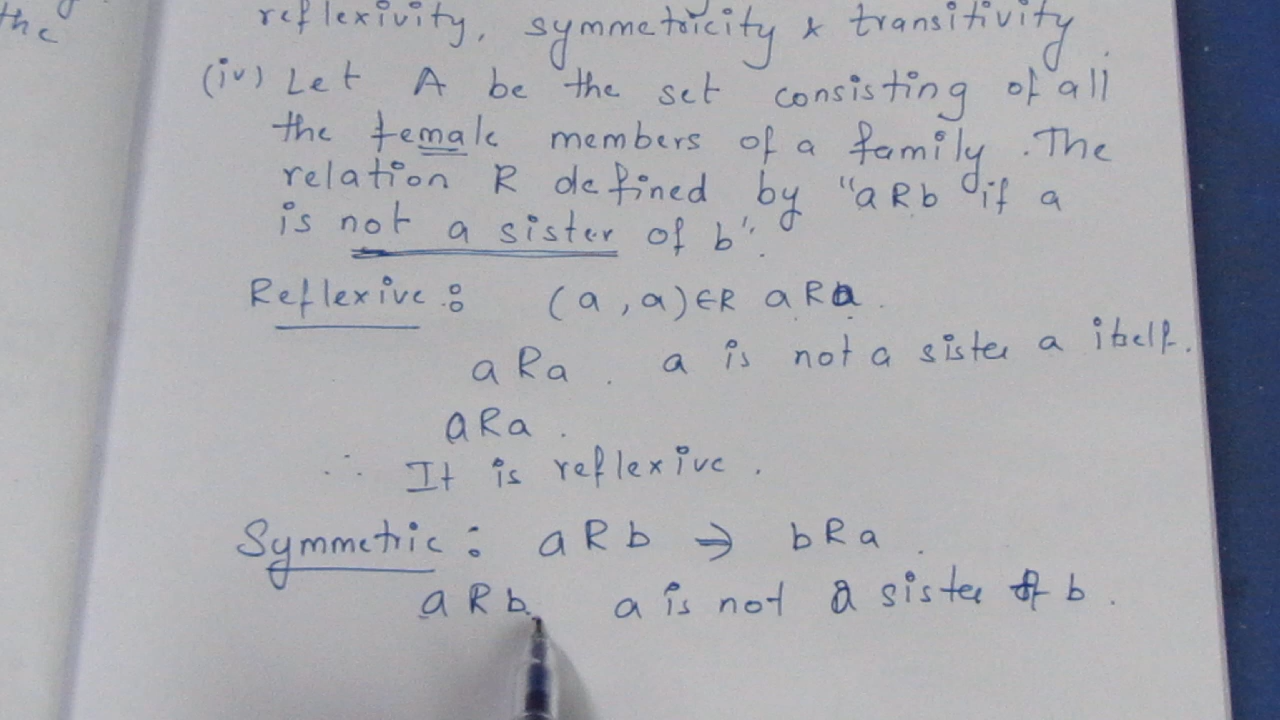 the
reflexivity, symmetricity & transitivity
(iv) Let A be the set consisting of all
the female members of a family. The
relation R defined by "aRb if a
is not a sister of b".
Reflexive : (a, a) ∈ R aRa.
aRa. a is not a sister a itself.
aRa.
∴ It is reflexive.
Symmetric : aRb ⇒ bRa.
aRb. a is not a sister of b.